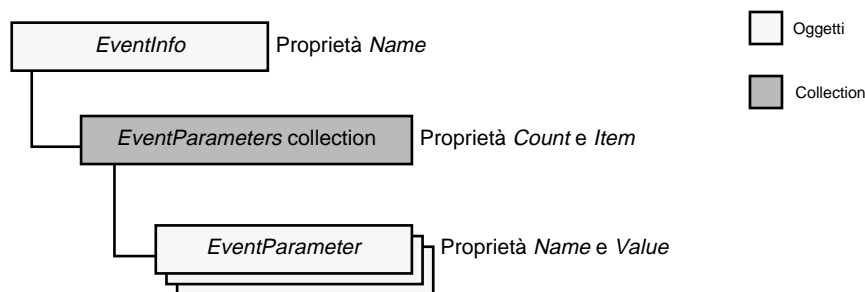 EventInfo Proprietà Name
Oggetti
Collection
EventParameters collection Proprietà Count e Item
EventParameter Proprietà Name e Value